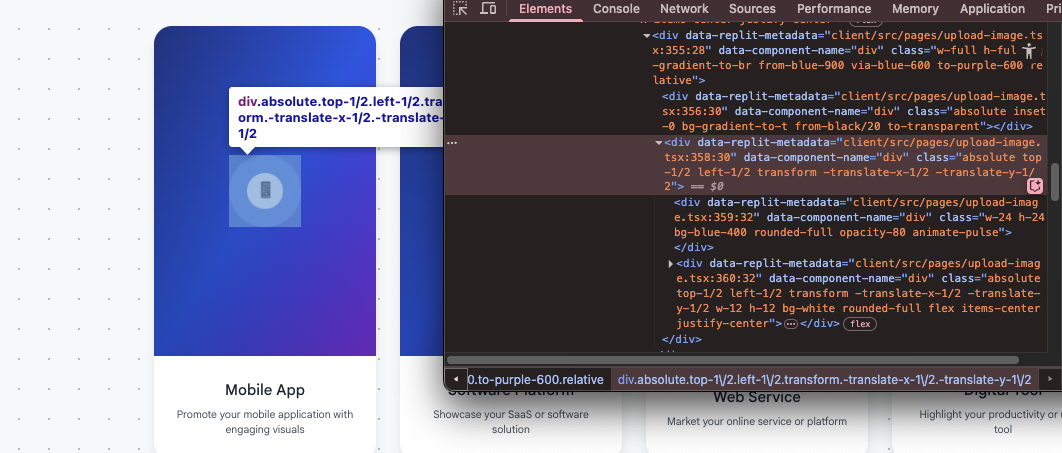 Elements Console Network Sources Performance Memory Application Pri
flex
<div data-replit-metadata="client/src/pages/upload-image.ts
x:355:28" data-component-name="div" class="w-full h-ful
-gradient-to-br from-blue-900 via-blue-600 to-purple-600 re
lative">
<div data-replit-metadata="client/src/pages/upload-image.t
sx:356:30" data-component-name="div" class="absolute inset
-0 bg-gradient-to-t from-black/20 to-transparent"></div>
<div data-replit-metadata="client/src/pages/upload-image.
tsx:358:30" data-component-name="div" class="absolute top
-1/2 left-1/2 transform -translate-x-1/2 -translate-y-1/
2"> == $0
<div data-replit-metadata="client/src/pages/upload-imag
e.tsx:359:32" data-component-name="div" class="w-24 h-24
bg-blue-400 rounded-full opacity-80 animate-pulse">
</div>
<div data-replit-metadata="client/src/pages/upload-imag
e.tsx:360:32" data-component-name="div" class="absolute
top-1/2 left-1/2 transform -translate-x-1/2 -translate-
y-1/2 w-12 h-12 bg-white rounded-full flex items-center
justify-center">⋯</div> flex
</div>
0.to-purple-600.relative div.absolute.top-1\/2.left-1\/2.transform.-translate-x-1\/2.-translate-y-1\/2
div.absolute.top-1/2.left-1/2.tra
orm.-translate-x-1/2.-translate-
1/2
Mobile App
Promote your mobile application with
engaging visuals
Software Platform
Showcase your SaaS or software
solution
Web Service
Market your online service or platform
Digital Tool
Highlight your productivity or
tool